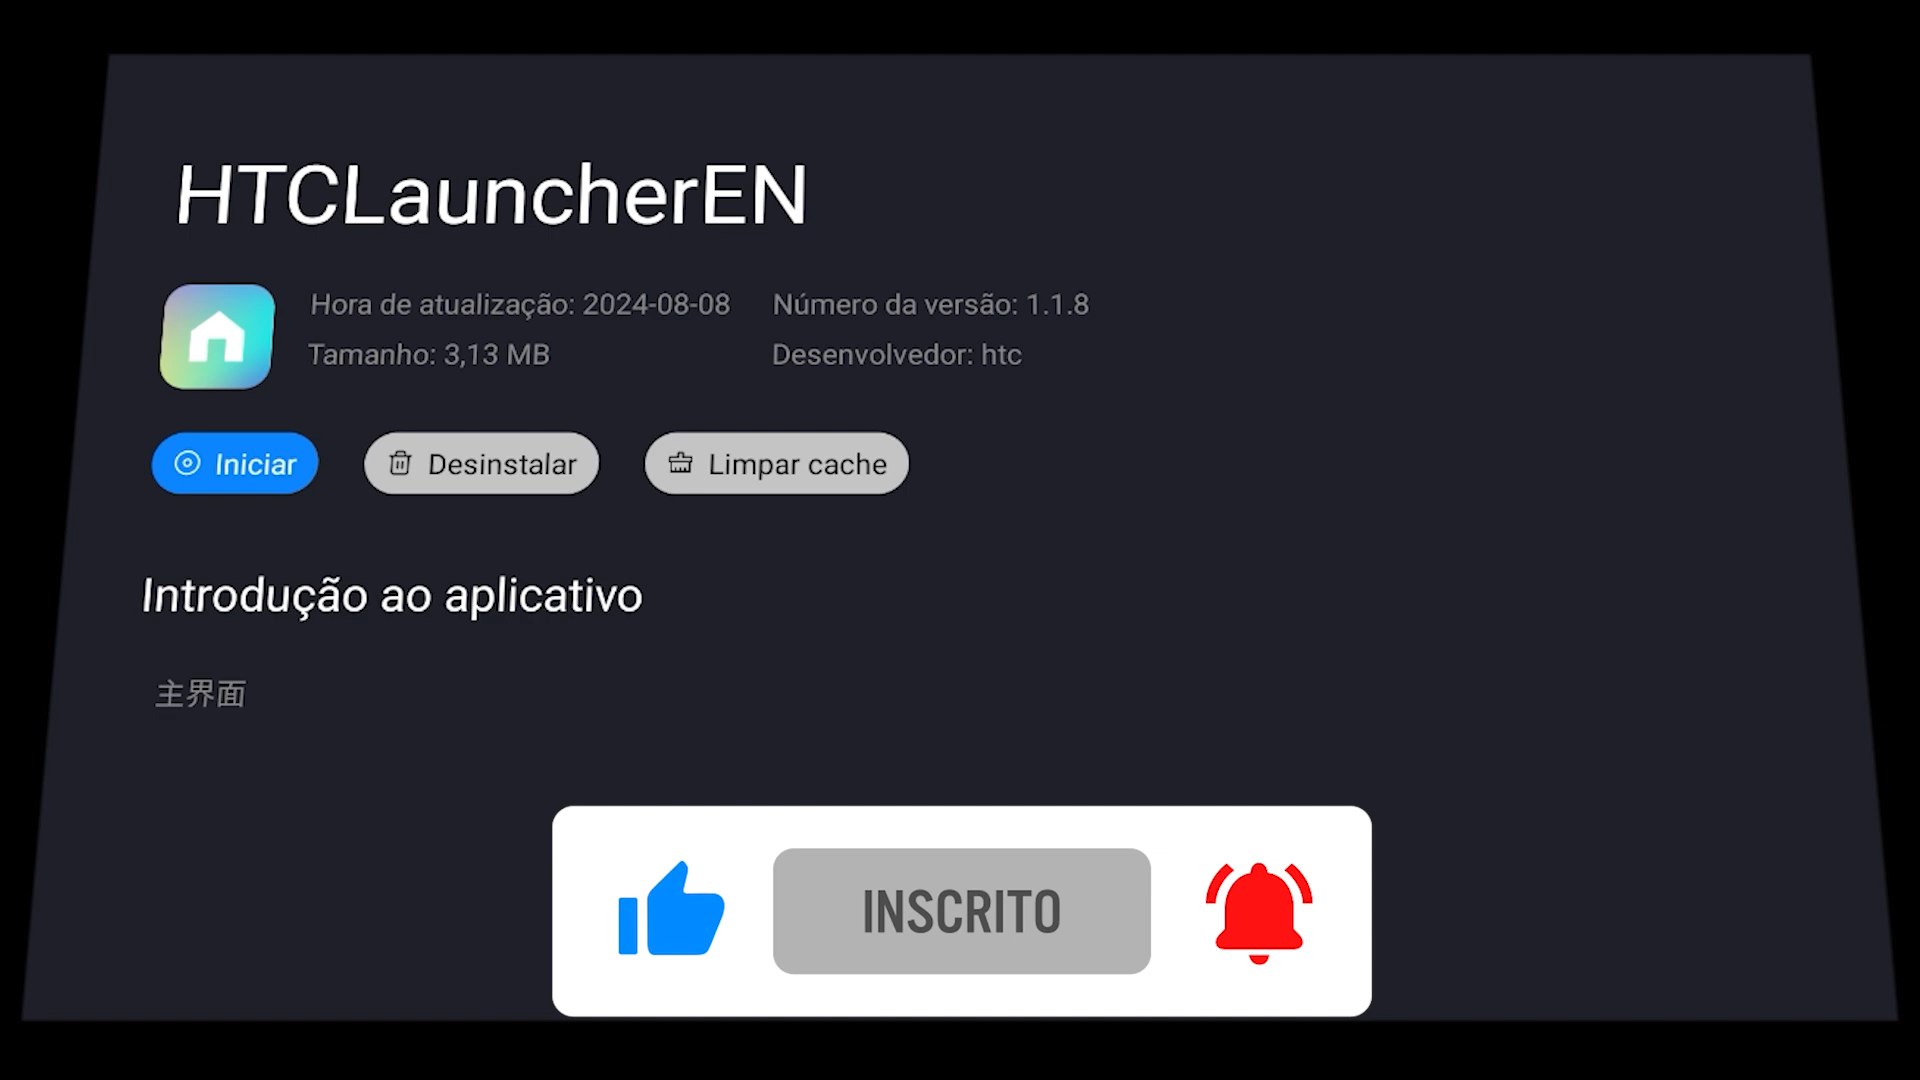 HTCLauncherEN
Hora de atualização: 2024-08-08
Número da versão: 1.1.8
Tamanho: 3,13 MB
Desenvolvedor: htc
Iniciar
Desinstalar
Limpar cache
Introdução ao aplicativo
主界面
INSCRITO